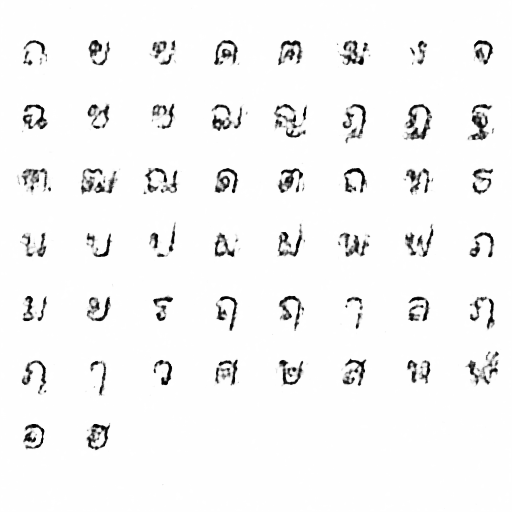 ก ข ฃ ค ฅ ฆ ง จ
ฉ ช ซ ฌ ญ ฎ ฏ ฐ
ฑ ฒ ณ ด ต ถ ท ธ
น บ ป ผ ฝ พ ฟ ภ
ม ย ร ฤ ฤ า ล ฦ
ฦ ๅ ว ศ ษ ส ห ฬ
อ ฮ